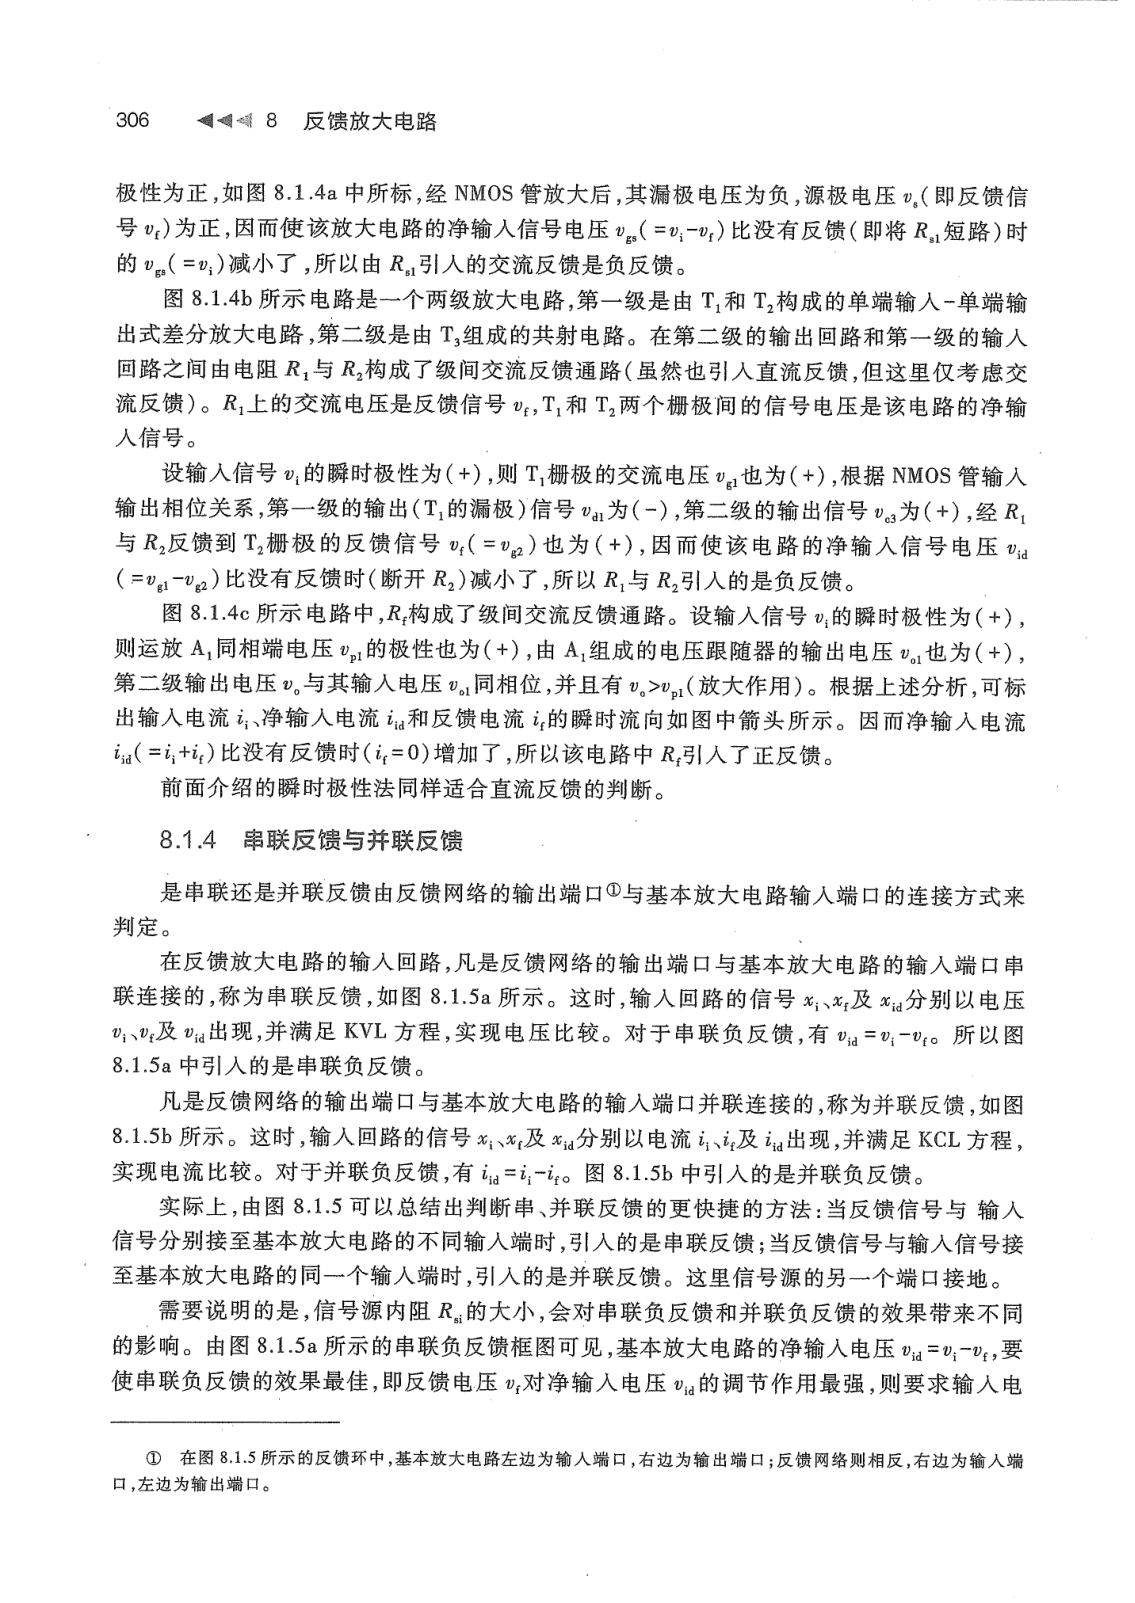 306 ◀◀◀ 8 反馈放大电路
极性为正,如图 8.1.4a 中所标,经 NMOS 管放大后,其漏极电压为负,源极电压 vs(即反馈信
号 vf)为正,因而使该放大电路的净输入信号电压 vgs(=vi-vf)比没有反馈(即将 Rs1短路)时
的 vgs(=vi)减小了,所以由 Rs1引入的交流反馈是负反馈。
图 8.1.4b 所示电路是一个两级放大电路,第一级是由 T1和 T2构成的单端输入-单端输
出式差分放大电路,第二级是由 T3组成的共射电路。在第二级的输出回路和第一级的输入
回路之间由电阻 R1与 R2构成了级间交流反馈通路(虽然也引入直流反馈,但这里仅考虑交
流反馈)。R1上的交流电压是反馈信号 vf,T1和 T2两个栅极间的信号电压是该电路的净输
入信号。
设输入信号 vi的瞬时极性为(+),则 T1栅极的交流电压 vg1也为(+),根据 NMOS 管输入
输出相位关系,第一级的输出(T1的漏极)信号 vd1为(-),第二级的输出信号 vo3为(+),经 R1
与 R2反馈到 T2栅极的反馈信号 vf(=vg2)也为(+),因而使该电路的净输入信号电压 vid
(=vg1-vg2)比没有反馈时(断开 R2)减小了,所以 R1与 R2引入的是负反馈。
图 8.1.4c 所示电路中,Rf构成了级间交流反馈通路。设输入信号 vi的瞬时极性为(+),
则运放 A1同相端电压 vp1的极性也为(+),由 A1组成的电压跟随器的输出电压 vo1也为(+),
第二级输出电压 vo与其输入电压 vo1同相位,并且有 vo>vp1(放大作用)。根据上述分析,可标
出输入电流 ii、净输入电流 iid和反馈电流 if的瞬时流向如图中箭头所示。因而净输入电流
iid(=ii+if)比没有反馈时(if=0)增加了,所以该电路中 Rf引入了正反馈。
前面介绍的瞬时极性法同样适合直流反馈的判断。
8.1.4 串联反馈与并联反馈
是串联还是并联反馈由反馈网络的输出端口①与基本放大电路输入端口的连接方式来
判定。
在反馈放大电路的输入回路,凡是反馈网络的输出端口与基本放大电路的输入端口串
联连接的,称为串联反馈,如图 8.1.5a 所示。这时,输入回路的信号 xi、xf及 xid分别以电压
vi、vf及 vid出现,并满足 KVL 方程,实现电压比较。对于串联负反馈,有 vid=vi-vf。所以图
8.1.5a 中引入的是串联负反馈。
凡是反馈网络的输出端口与基本放大电路的输入端口并联连接的,称为并联反馈,如图
8.1.5b 所示。这时,输入回路的信号 xi、xf及 xid分别以电流 ii、if及 iid出现,并满足 KCL 方程,
实现电流比较。对于并联负反馈,有 iid=ii-if。图 8.1.5b 中引入的是并联负反馈。
实际上,由图 8.1.5 可以总结出判断串、并联反馈的更快捷的方法:当反馈信号与 输入
信号分别接至基本放大电路的不同输入端时,引入的是串联反馈;当反馈信号与输入信号接
至基本放大电路的同一个输入端时,引入的是并联反馈。这里信号源的另一个端口接地。
需要说明的是,信号源内阻 Rsi的大小,会对串联负反馈和并联负反馈的效果带来不同
的影响。由图 8.1.5a 所示的串联负反馈框图可见,基本放大电路的净输入电压 vid=vi-vf,要
使串联负反馈的效果最佳,即反馈电压 vf对净输入电压 vid的调节作用最强,则要求输入电
① 在图 8.1.5 所示的反馈环中,基本放大电路左边为输入端口,右边为输出端口;反馈网络则相反,右边为输入端
口,左边为输出端口。